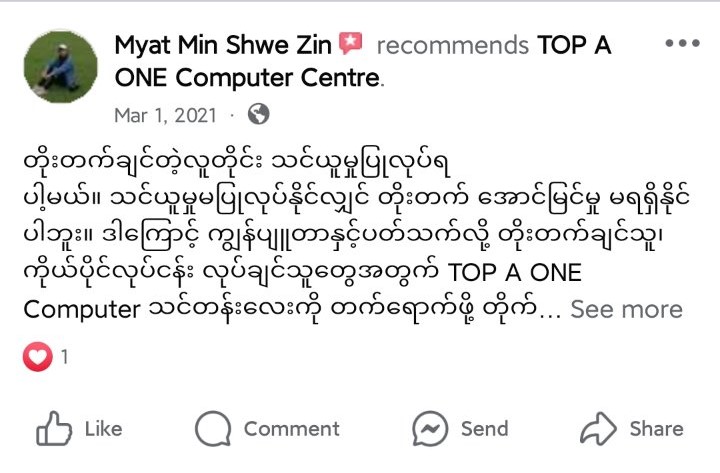 Myat Min Shwe Zin recommends TOP A
ONE Computer Centre.
Mar 1, 2021 ·
တိုးတက်ချင်တဲ့လူတိုင်း သင်ယူမှုပြုလုပ်ရ
ပါ့မယ်။ သင်ယူမှုမပြုလုပ်နိုင်လျှင် တိုးတက် အောင်မြင်မှု မရရှိနိုင်
ပါဘူး။ ဒါကြောင့် ကျွန်ပျူတာနှင့်ပတ်သက်လို့ တိုးတက်ချင်သူ၊
ကိုယ်ပိုင်လုပ်ငန်း လုပ်ချင်သူတွေအတွက် TOP A ONE
Computer သင်တန်းလေးကို တက်ရောက်ဖို့ တိုက်... See more
1
Like Comment Send Share